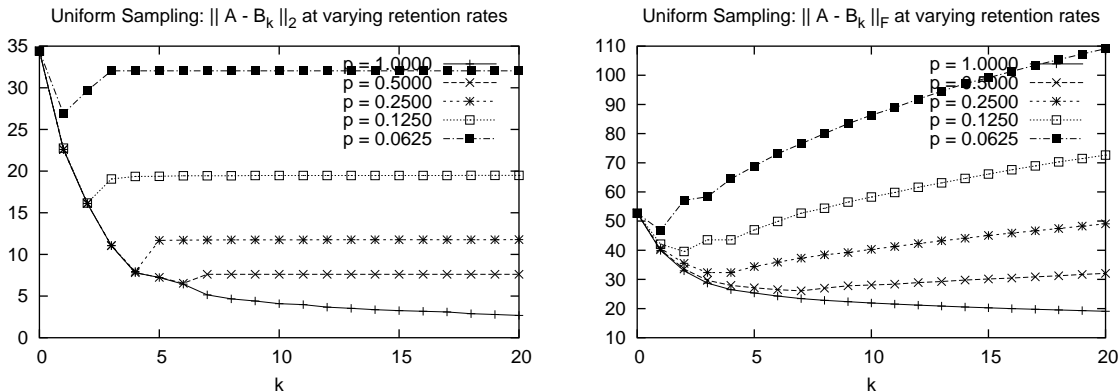 Uniform Sampling: || A - B_k ||_2 at varying retention rates
35
30
25
20
15
10
5
0
0 5 10 15 20
k
p = 1.0000
p = 0.5000
p = 0.2500
p = 0.1250
p = 0.0625
Uniform Sampling: || A - B_k ||_F at varying retention rates
110
100
90
80
70
60
50
40
30
20
10
0 5 10 15 20
k
p = 1.0000
p = 0.5000
p = 0.2500
p = 0.1250
p = 0.0625